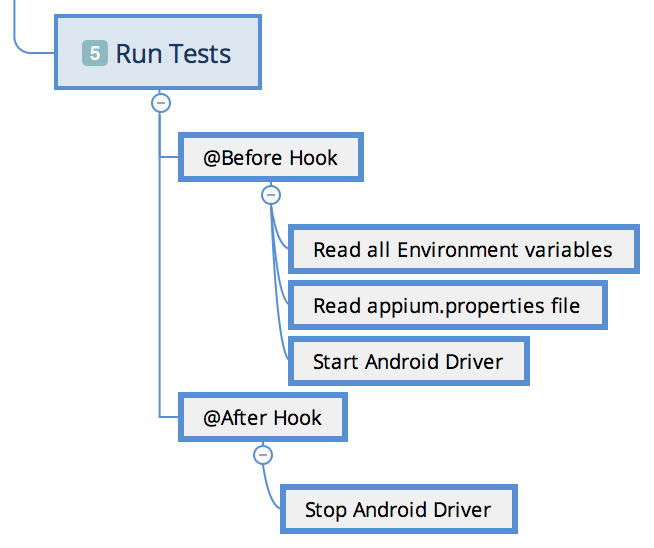 5 Run Tests
@Before Hook
Read all Environment variables
Read appium.properties file
Start Android Driver
@After Hook
Stop Android Driver